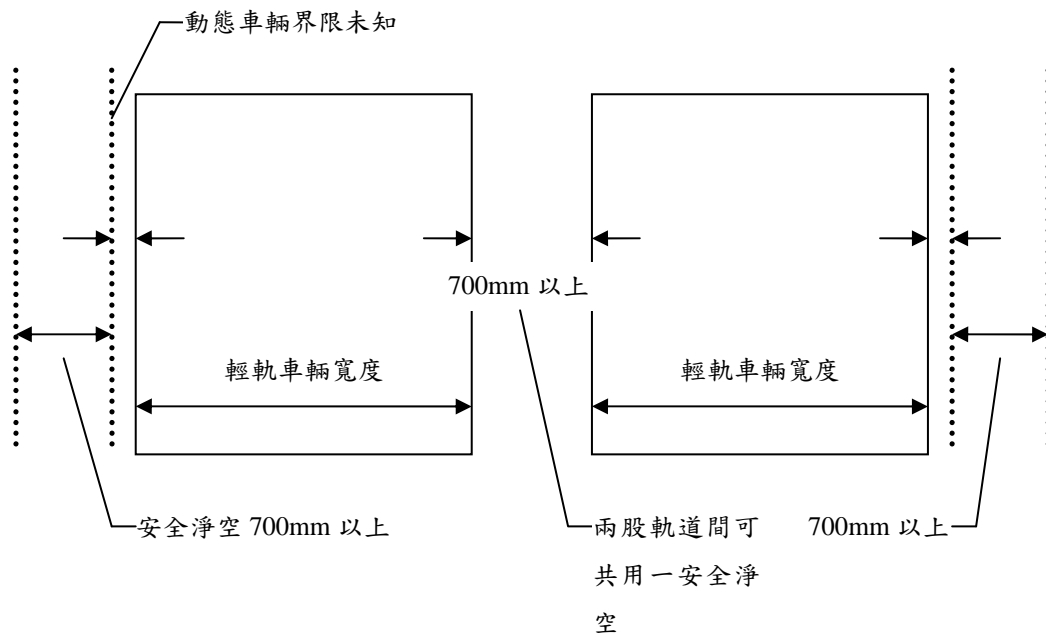 動態車輛界限未知
700mm 以上
輕軌車輛寬度
輕軌車輛寬度
安全淨空 700mm 以上
兩股軌道間可
共用一安全淨
空
700mm 以上